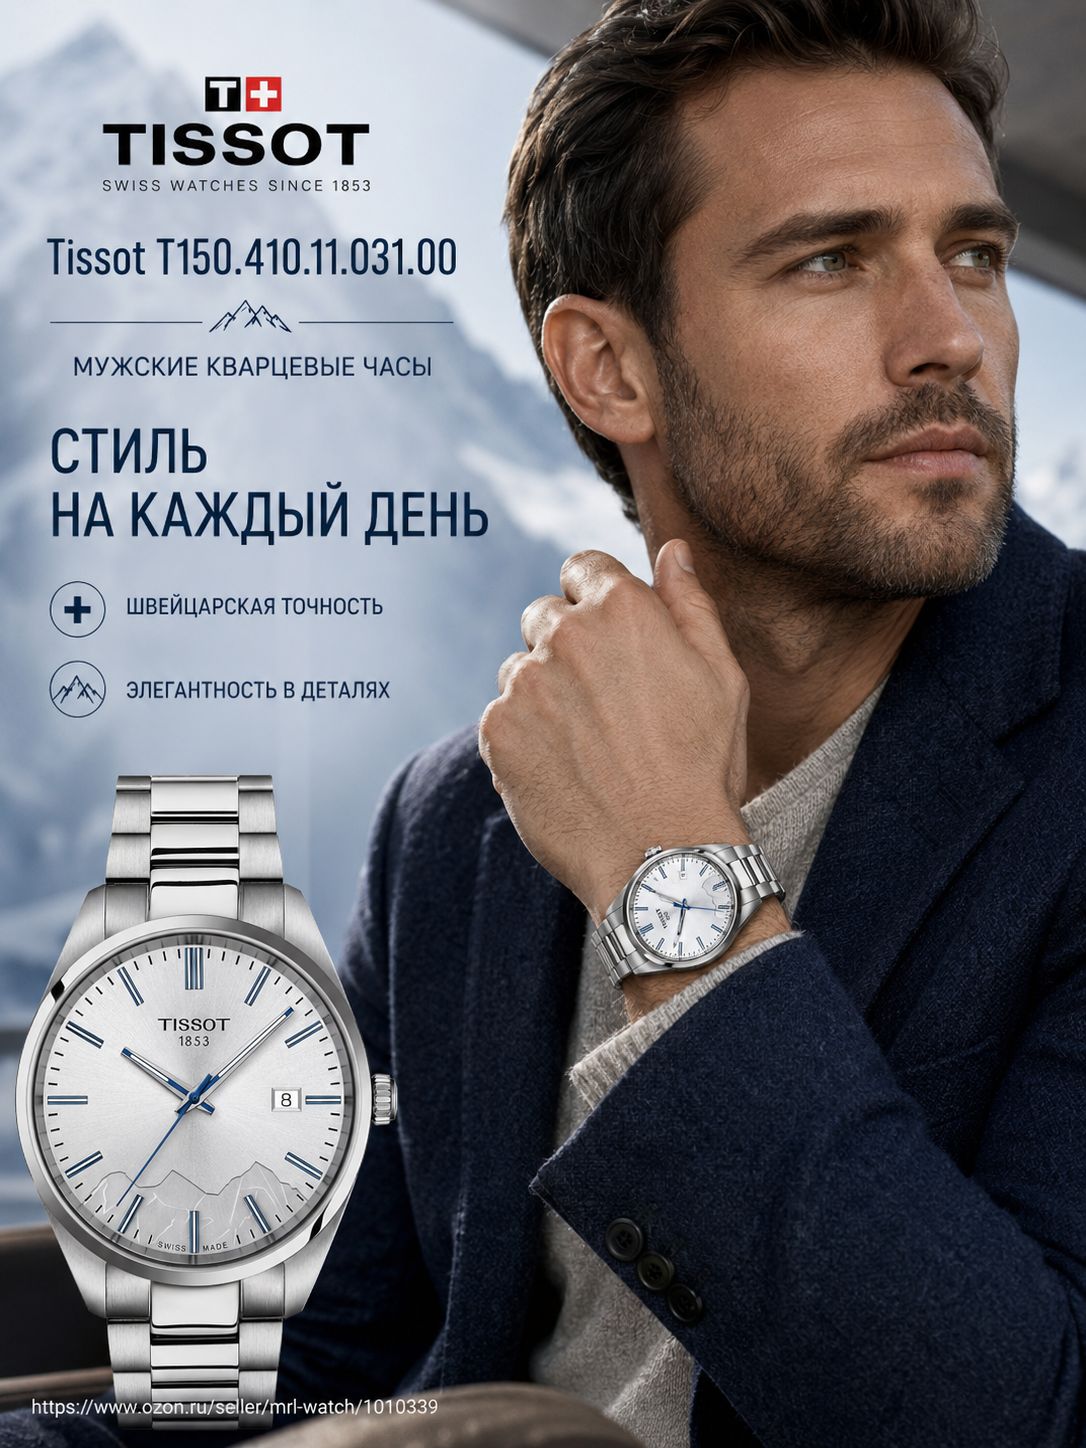 T+
TISSOT
SWISS WATCHES SINCE 1853
Tissot T150.410.11.031.00
МУЖСКИЕ КВАРЦЕВЫЕ ЧАСЫ
СТИЛЬ
НА КАЖДЫЙ ДЕНЬ
ШВЕЙЦАРСКАЯ ТОЧНОСТЬ
ЭЛЕГАНТНОСТЬ В ДЕТАЛЯХ
TISSOT
TISSOT
1853
8
SWISS MADE
https://www.ozon.ru/seller/mrl-watch/1010339